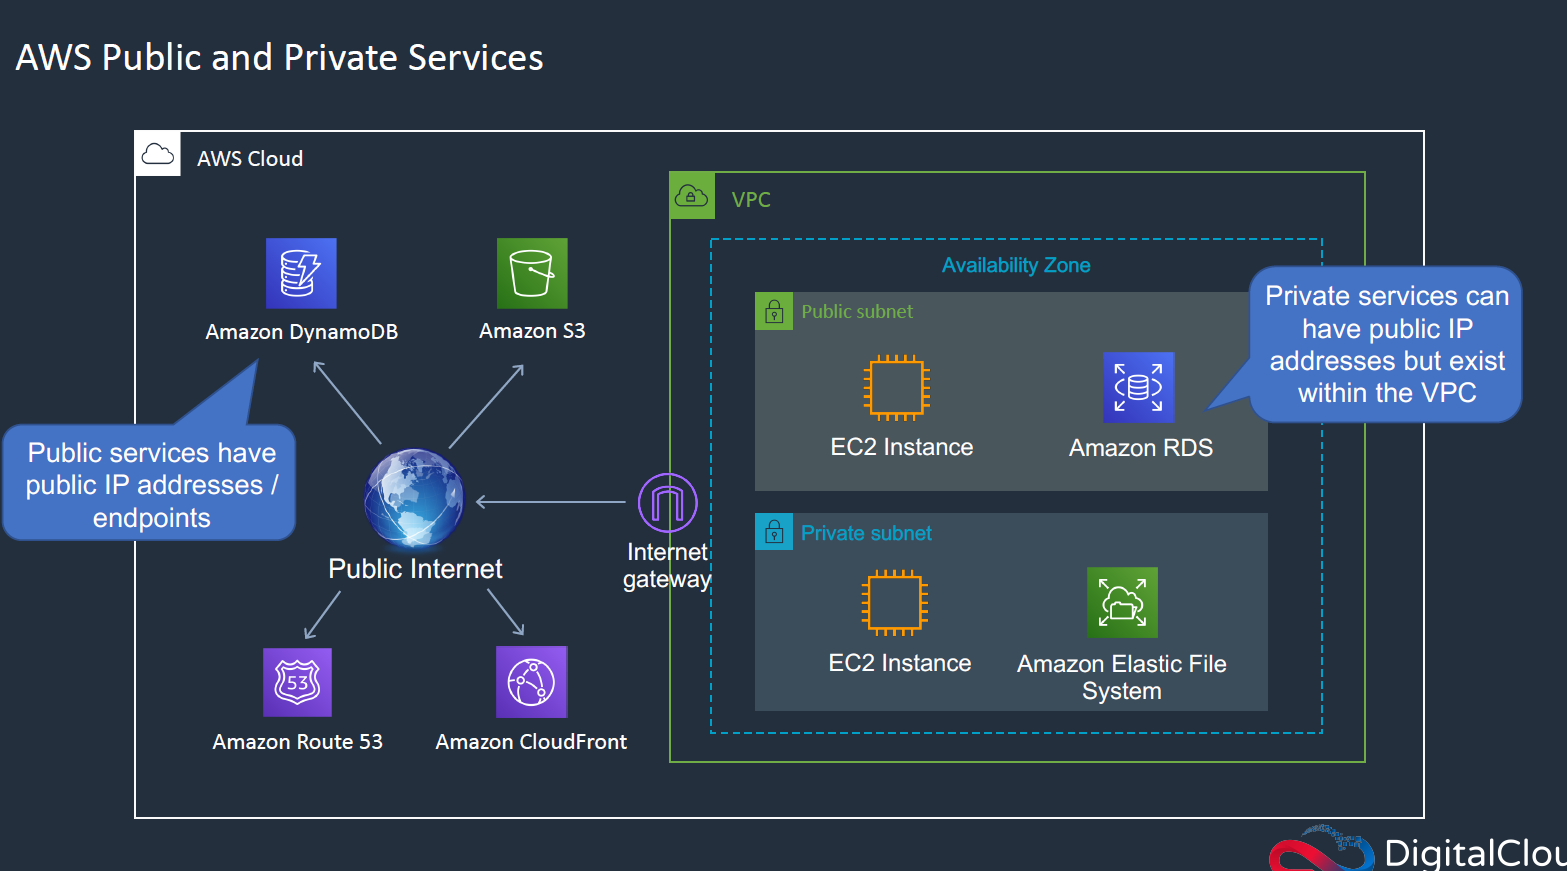 AWS Public and Private Services
AWS Cloud
VPC
Availability Zone
Amazon DynamoDB
Amazon S3
Public subnet
EC2 Instance
Amazon RDS
Private services can
have public IP
addresses but exist
within the VPC
Public services have
public IP addresses /
endpoints
Public Internet
Internet
gateway
Private subnet
EC2 Instance
Amazon Elastic File
System
53
Amazon Route 53
Amazon CloudFront
DigitalClou